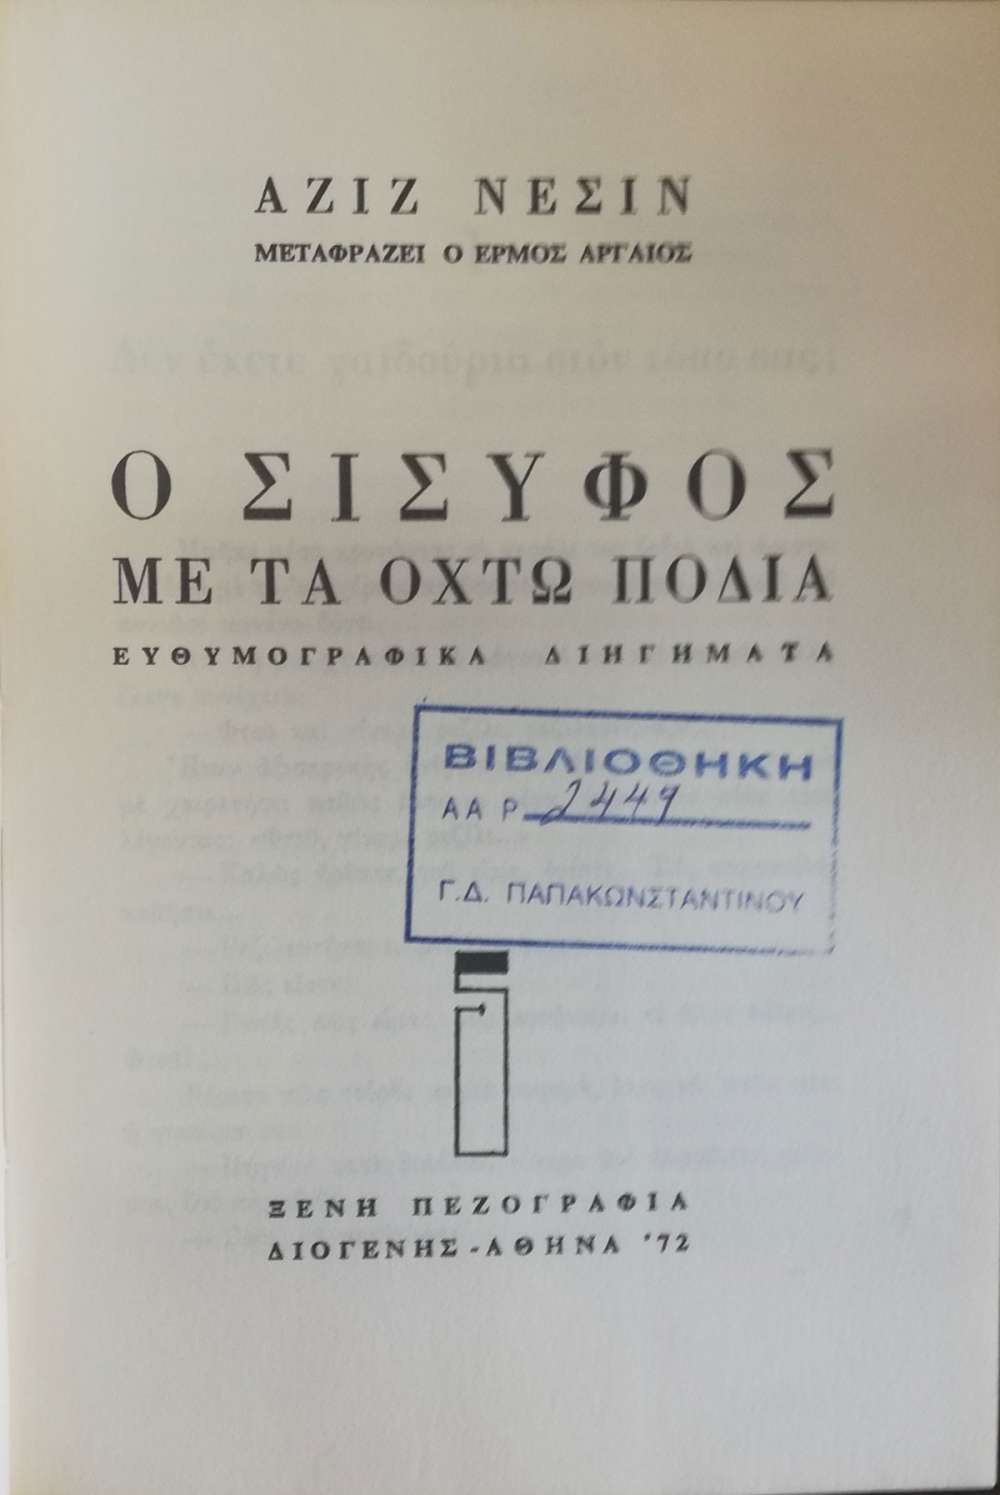 ΑΖΙΖ ΝΕΣΙΝ
ΜΕΤΑΦΡΑΖΕΙ Ο ΕΡΜΟΣ ΑΡΓΑΙΟΣ
Ο ΣΙΣΥΦΟΣ
ΜΕ ΤΑ ΟΧΤΩ ΠΟΔΙΑ
ΕΥΘΥΜΟΓΡΑΦΙΚΑ ΔΙΗΓΗΜΑΤΑ
ΒΙΒΛΙΟΘΗΚΗ
ΑΑ Ρ 2449
Γ.Δ. ΠΑΠΑΚΩΝΣΤΑΝΤΙΝΟΥ
ΞΕΝΗ ΠΕΖΟΓΡΑΦΙΑ
ΔΙΟΓΕΝΗΣ - ΑΘΗΝΑ '72